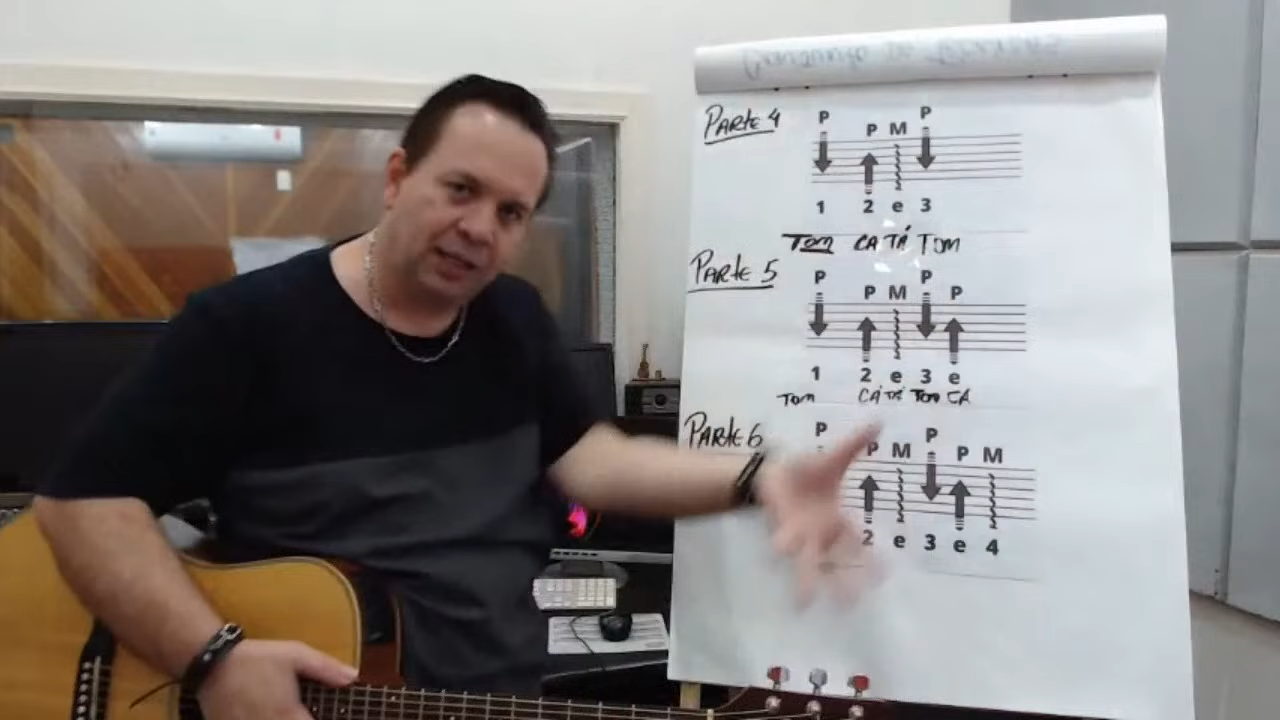 Parte 4
P P M P
1 2 e 3
TOM CA TÁ TOM
Parte 5
P P M P P
1 2 e 3 e
TOM CÁ TÁ TOM CA
Parte 6
P P M P P M
2 e 3 e 4